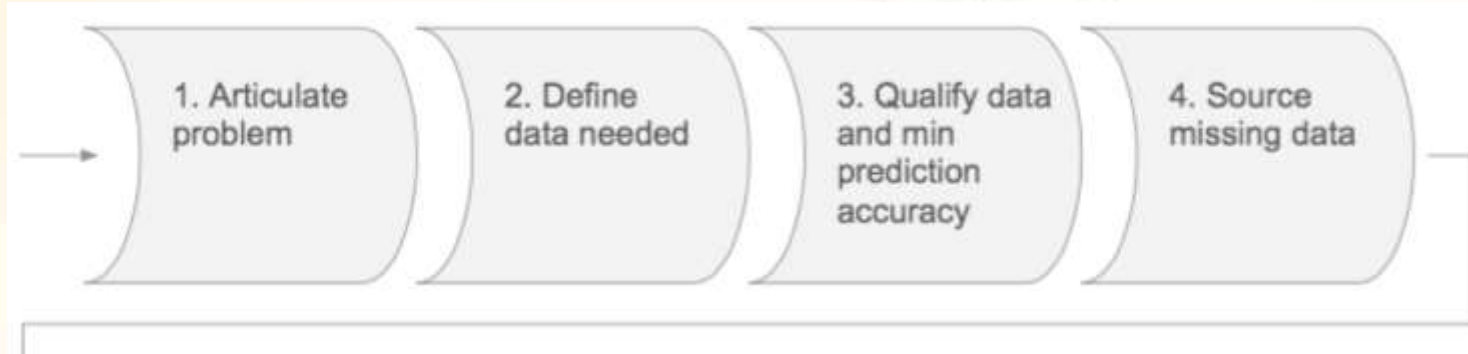 1. Articulate
problem
2. Define
data needed
3. Qualify data
and min
prediction
accuracy
4. Source
missing data